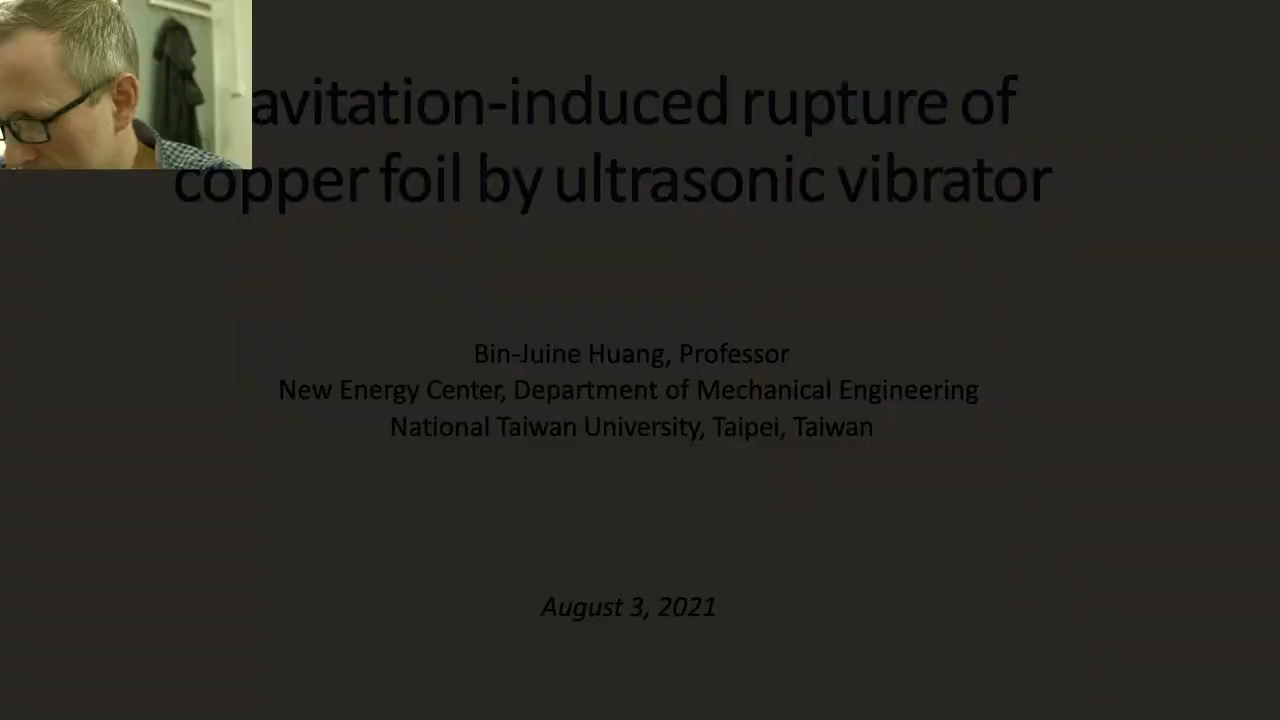 avitation-induced rupture of
copper foil by ultrasonic vibrator
Bin-Juine Huang, Professor
New Energy Center, Department of Mechanical Engineering
National Taiwan University, Taipei, Taiwan
August 3, 2021